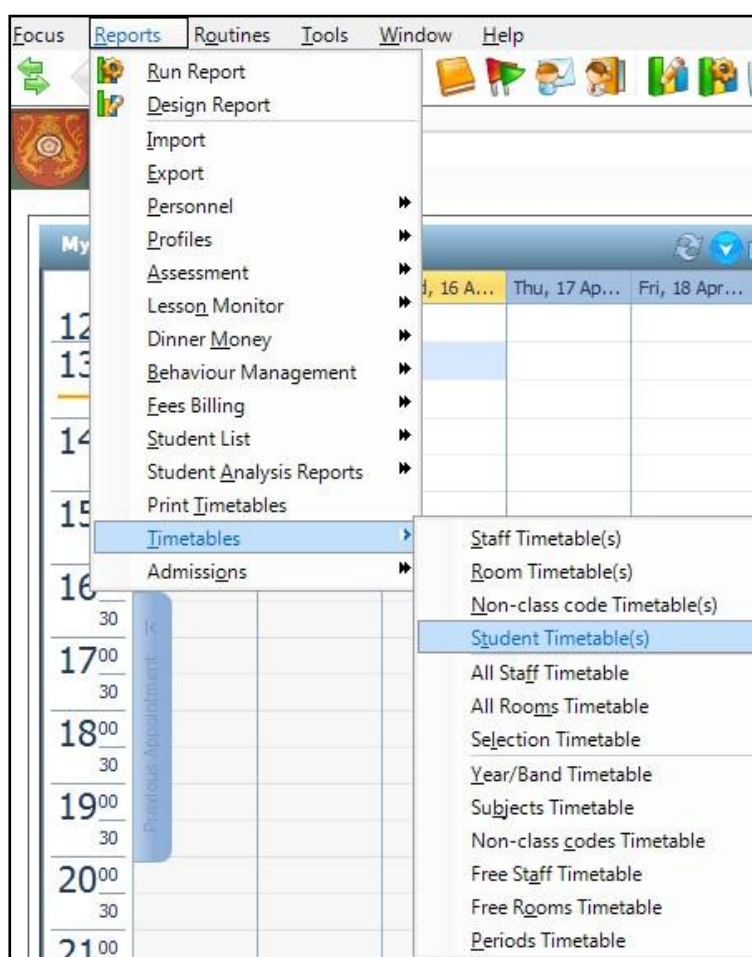 Focus Reports Routines Tools Window Help
Run Report
Design Report
Import
Export
Personnel
Profiles
Assessment
Lesson Monitor
Dinner Money
Behaviour Management
Fees Billing
Student List
Student Analysis Reports
Print Timetables
Timetables
Admissions
Staff Timetable(s)
Room Timetable(s)
Non-class code Timetable(s)
Student Timetable(s)
All Staff Timetable
All Rooms Timetable
Selection Timetable
Year/Band Timetable
Subjects Timetable
Non-class codes Timetable
Free Staff Timetable
Free Rooms Timetable
Periods Timetable
My
16 A... Thu, 17 Ap... Fri, 18 Apr...
12
13
14
15
16
30
17 00
30
18 00
30
19 00
30
20 00
30
21 00
Previous Appointment